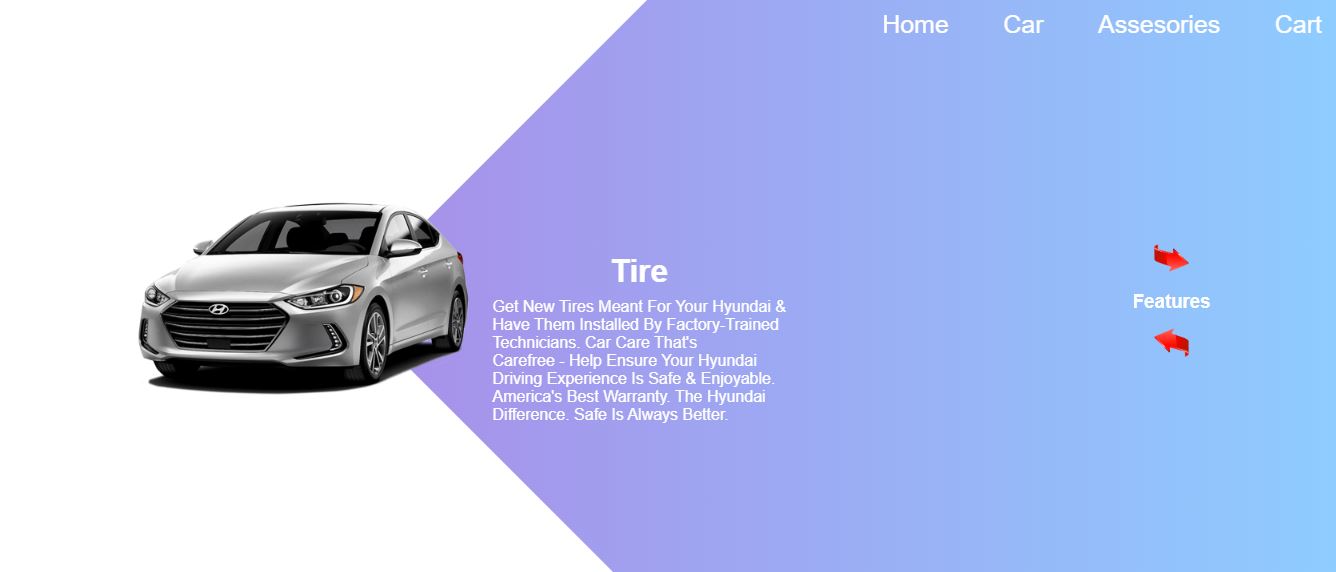 Home Car Assesories Cart
Tire
Get New Tires Meant For Your Hyundai &
Have Them Installed By Factory-Trained
Technicians. Car Care That's
Carefree - Help Ensure Your Hyundai
Driving Experience Is Safe & Enjoyable.
America's Best Warranty. The Hyundai
Difference. Safe Is Always Better.
Features